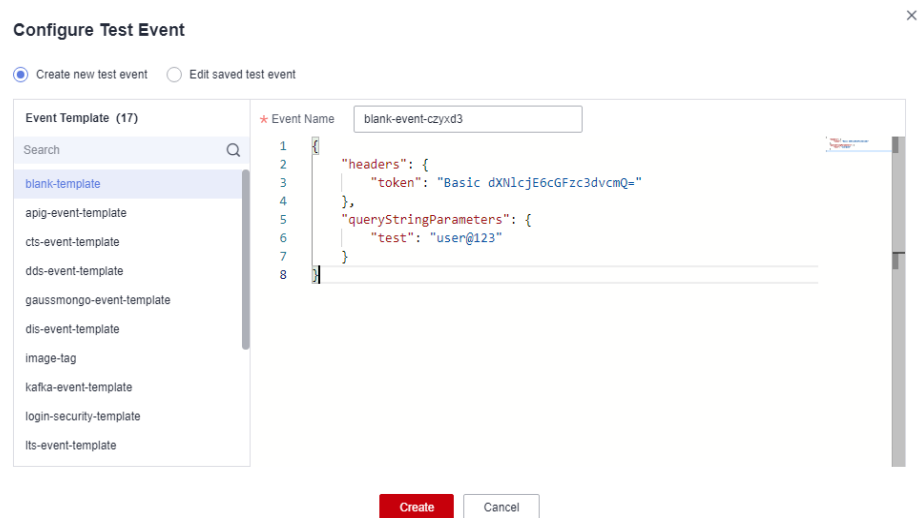 Configure Test Event
Create new test event
Edit saved test event
Event Template (17)
Search
blank-template
apig-event-template
cts-event-template
dds-event-template
gaussmongo-event-template
dis-event-template
image-tag
kafka-event-template
login-security-template
lts-event-template
* Event Name
blank-event-czyxd3
1 {
2 "headers": {
3 "token": "Basic dXNlcjE6cGFzc3dvcmQ="
4 },
5 "queryStringParameters": {
6 "test": "user@123"
7 }
8 }
Create
Cancel